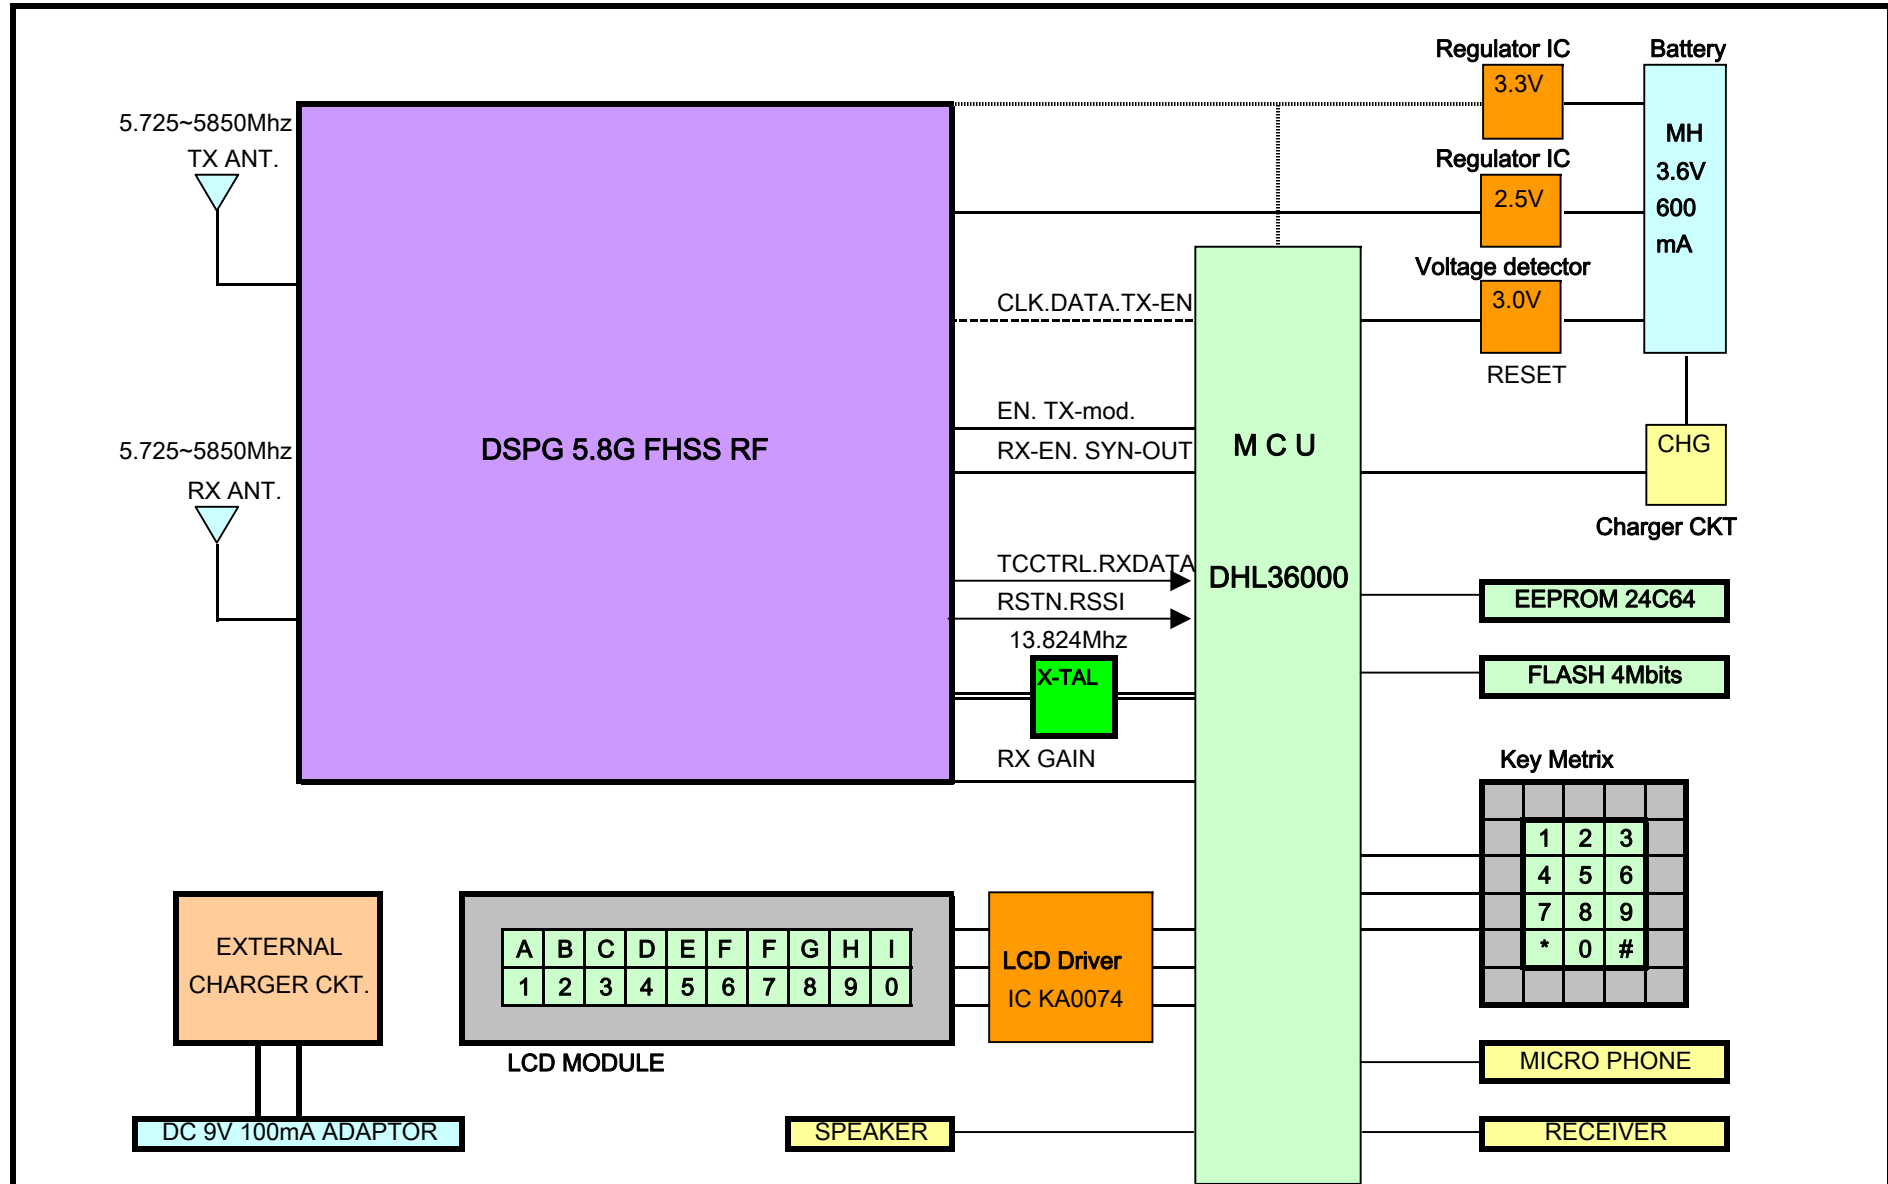 Regulator IC
Battery
3.3V
5.725~5850Mhz
TX ANT.
MH
3.6V
600
mA
Regulator IC
2.5V
Voltage detector
3.0V
RESET
CLK.DATA.TX-EN
EN. TX-mod.
RX-EN. SYN-OUT
DSPG 5.8G FHSS RF
M C U
CHG
Charger CKT
5.725~5850Mhz
RX ANT.
TCCTRL.RXDATA
DHL36000
RSTN.RSSI
13.824Mhz
X-TAL
RX GAIN
EEPROM 24C64
FLASH 4Mbits
Key Metrix
1 2 3
4 5 6
7 8 9
* 0 #
EXTERNAL
CHARGER CKT.
A B C D E F F G H I
1 2 3 4 5 6 7 8 9 0
LCD Driver
IC KA0074
LCD MODULE
MICRO PHONE
DC 9V 100mA ADAPTOR
SPEAKER
RECEIVER